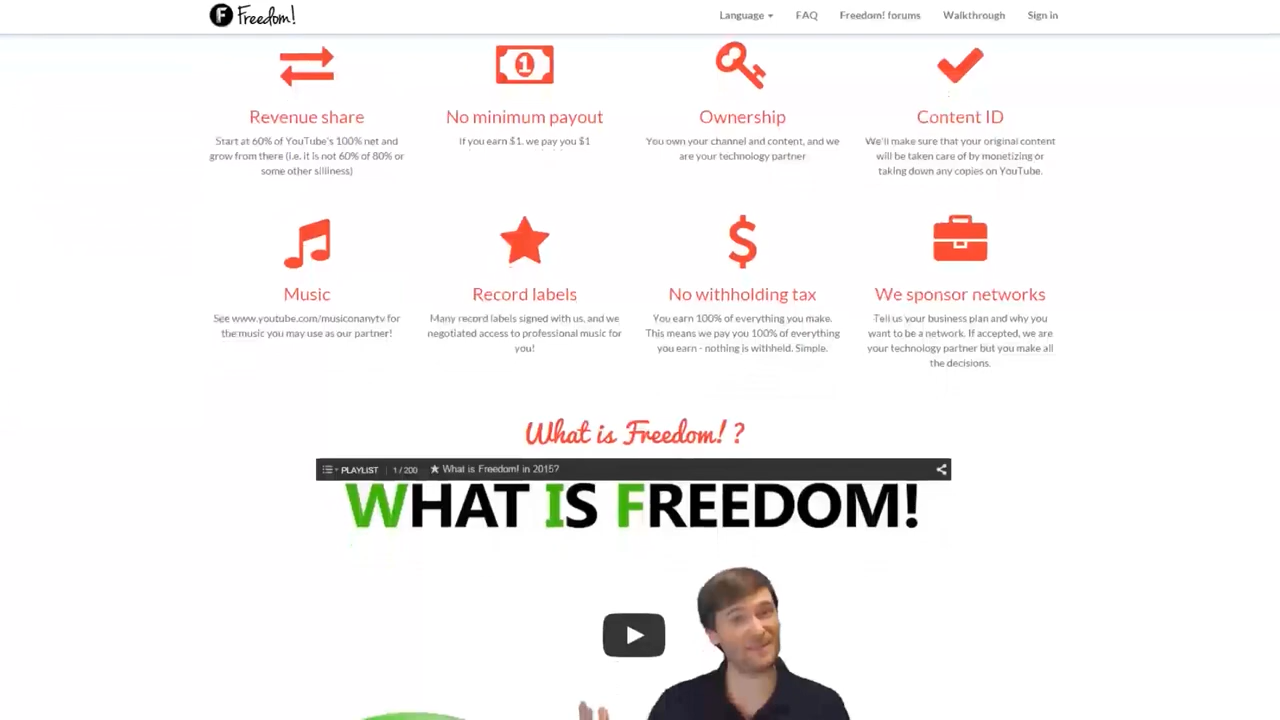 Freedom!
Language FAQ Freedom! forums Walkthrough Sign in
1
Revenue share
Start at 60% of YouTube's 100% net and
grow from there (i.e. it is not 60% of 80% or
some other silliness)
No minimum payout
If you earn $1, we pay you $1
Ownership
You own your channel and content, and we
are your technology partner
Content ID
We'll make sure that your original content
will be taken care of by monetizing or
taking down any copies on YouTube.
$
Music
See www.youtube.com/musiconanytv for
the music you may use as our partner!
Record labels
Many record labels signed with us, and we
negotiated access to professional music for
you!
No withholding tax
You earn 100% of everything you make.
This means we pay you 100% of everything
you earn - nothing is withheld. Simple.
We sponsor networks
Tell us your business plan and why you
want to be a network. If accepted, we are
your technology partner but you make all
the decisions.
What is Freedom! ?
PLAYLIST | 1 / 200 ★ What is Freedom! in 2015?
WHAT IS FREEDOM!